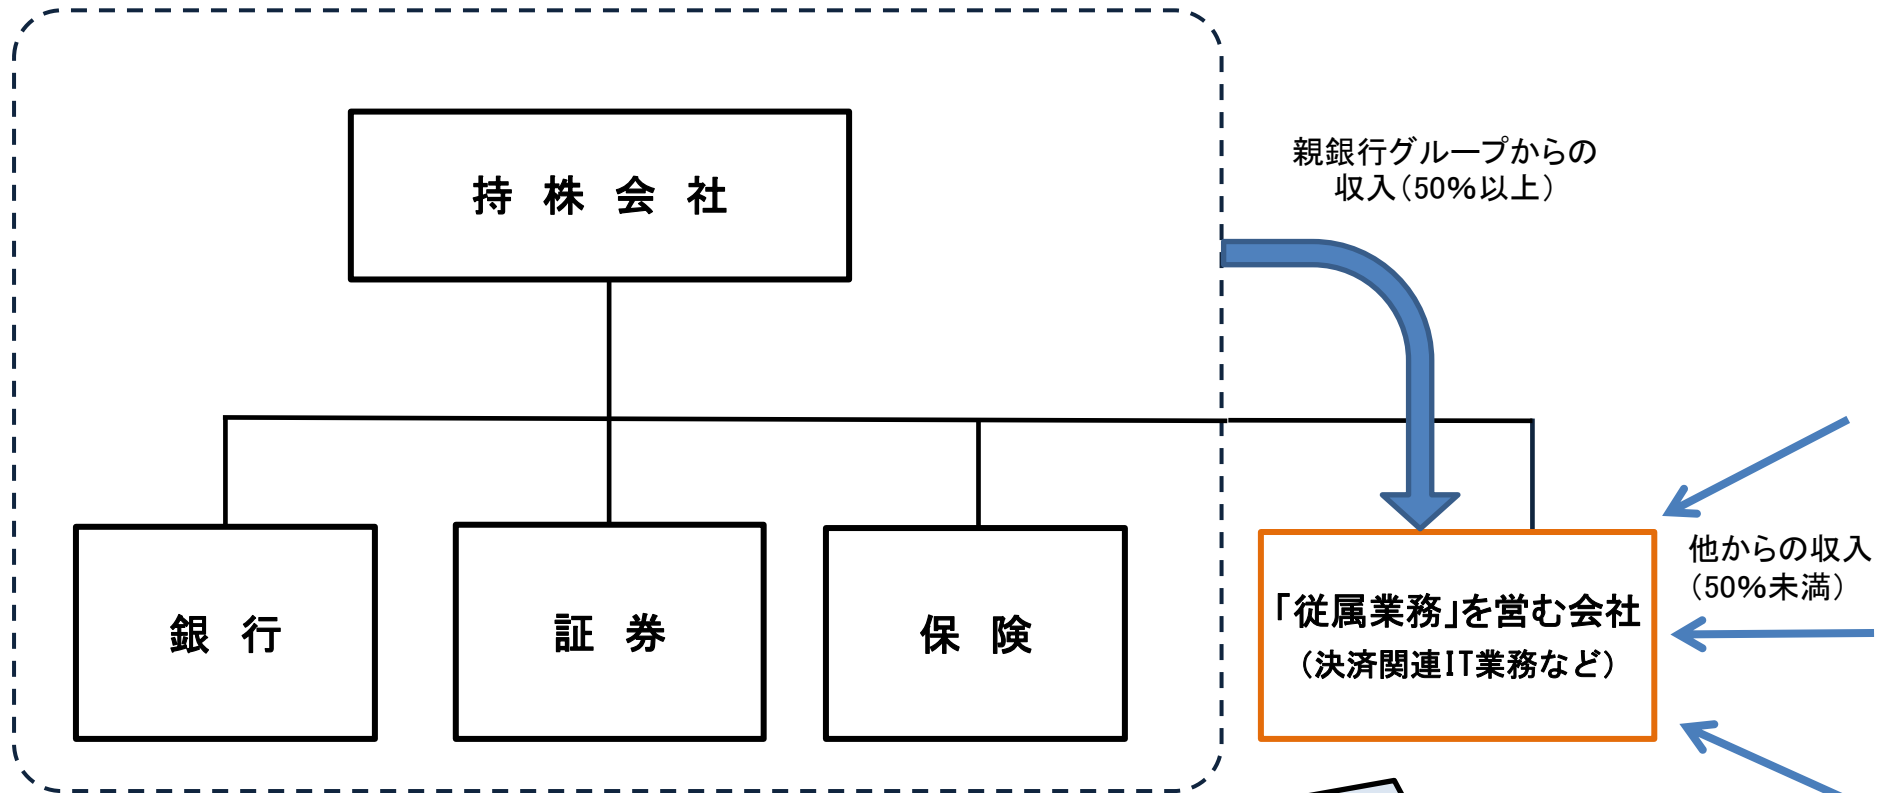 持 株 会 社
親銀行グループからの
収入（50％以上）
銀 行
証 券
保 険
「従属業務」を営む会社
（決済関連IT業務など）
他からの収入
（50％未満）